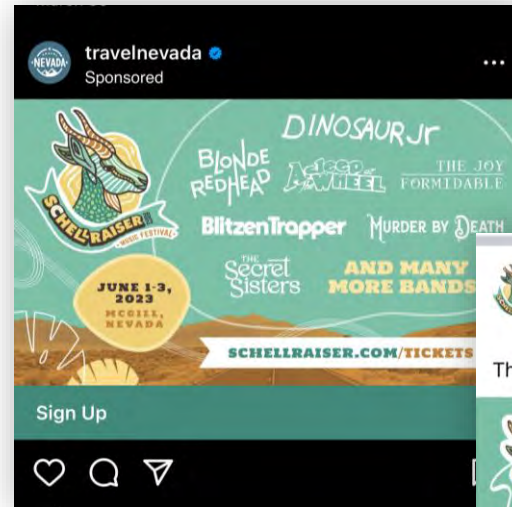 travelnevada
Sponsored
NEVADA
DINOSAUR Jr
BLONDE REDHEAD
Asleep at the WHEEL
THE JOY FORMIDABLE
Blitzen Trapper
MURDER BY DEATH
THE Secret Sisters
AND MANY MORE BANDS
SCHELLRAISER
MUSIC FESTIVAL
JUNE 1-3,
2023
MCGILL,
NEVADA
SCHELLRAISER.COM/TICKETS
Th
Sign Up